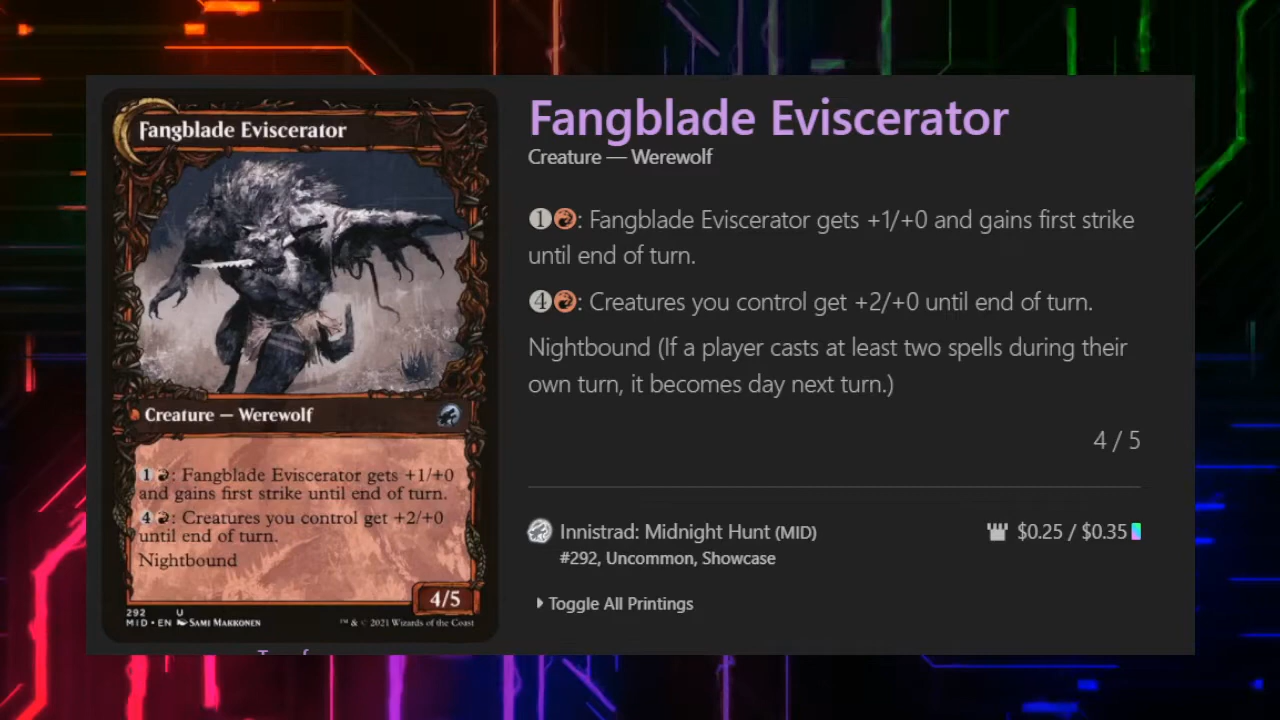 Fangblade Eviscerator
Creature — Werewolf
1: Fangblade Eviscerator gets +1/+0
and gains first strike until end of turn.
4: Creatures you control get +2/+0
until end of turn.
Nightbound
4/5
292 U
MID • EN SAMI MAKKONEN ™ & © 2021 Wizards of the Coast
Fangblade Eviscerator
Creature — Werewolf
1: Fangblade Eviscerator gets +1/+0 and gains first strike
until end of turn.
4: Creatures you control get +2/+0 until end of turn.
Nightbound (If a player casts at least two spells during their
own turn, it becomes day next turn.)
4 / 5
Innistrad: Midnight Hunt (MID) $0.25 / $0.35
#292, Uncommon, Showcase
Toggle All Printings